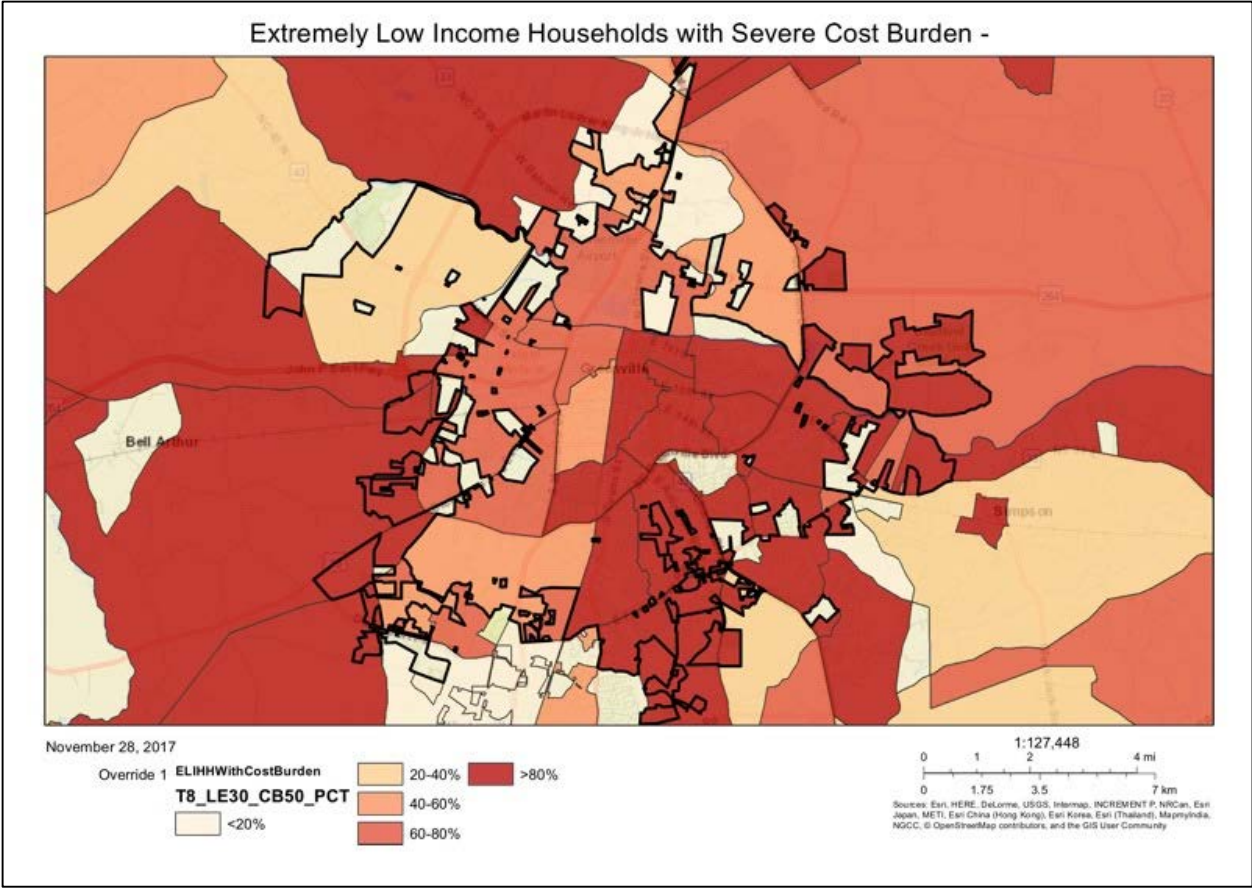 Extremely Low Income Households with Severe Cost Burden -
43
Airport
264
Greenville
Bell Arthur
Simpson
November 28, 2017
1:127,448
0 1 2 4 mi
0 1.75 3.5 7 km
Override 1 ELIHHWithCostBurden
T8_LE30_CB50_PCT
<20%
20-40%
40-60%
60-80%
>80%
Sources: Esri, HERE, DeLorme, USGS, Intermap, INCREMENT P, NRCan, Esri
Japan, METI, Esri China (Hong Kong), Esri Korea, Esri (Thailand), MapmyIndia,
NGCC, © OpenStreetMap contributors, and the GIS User Community